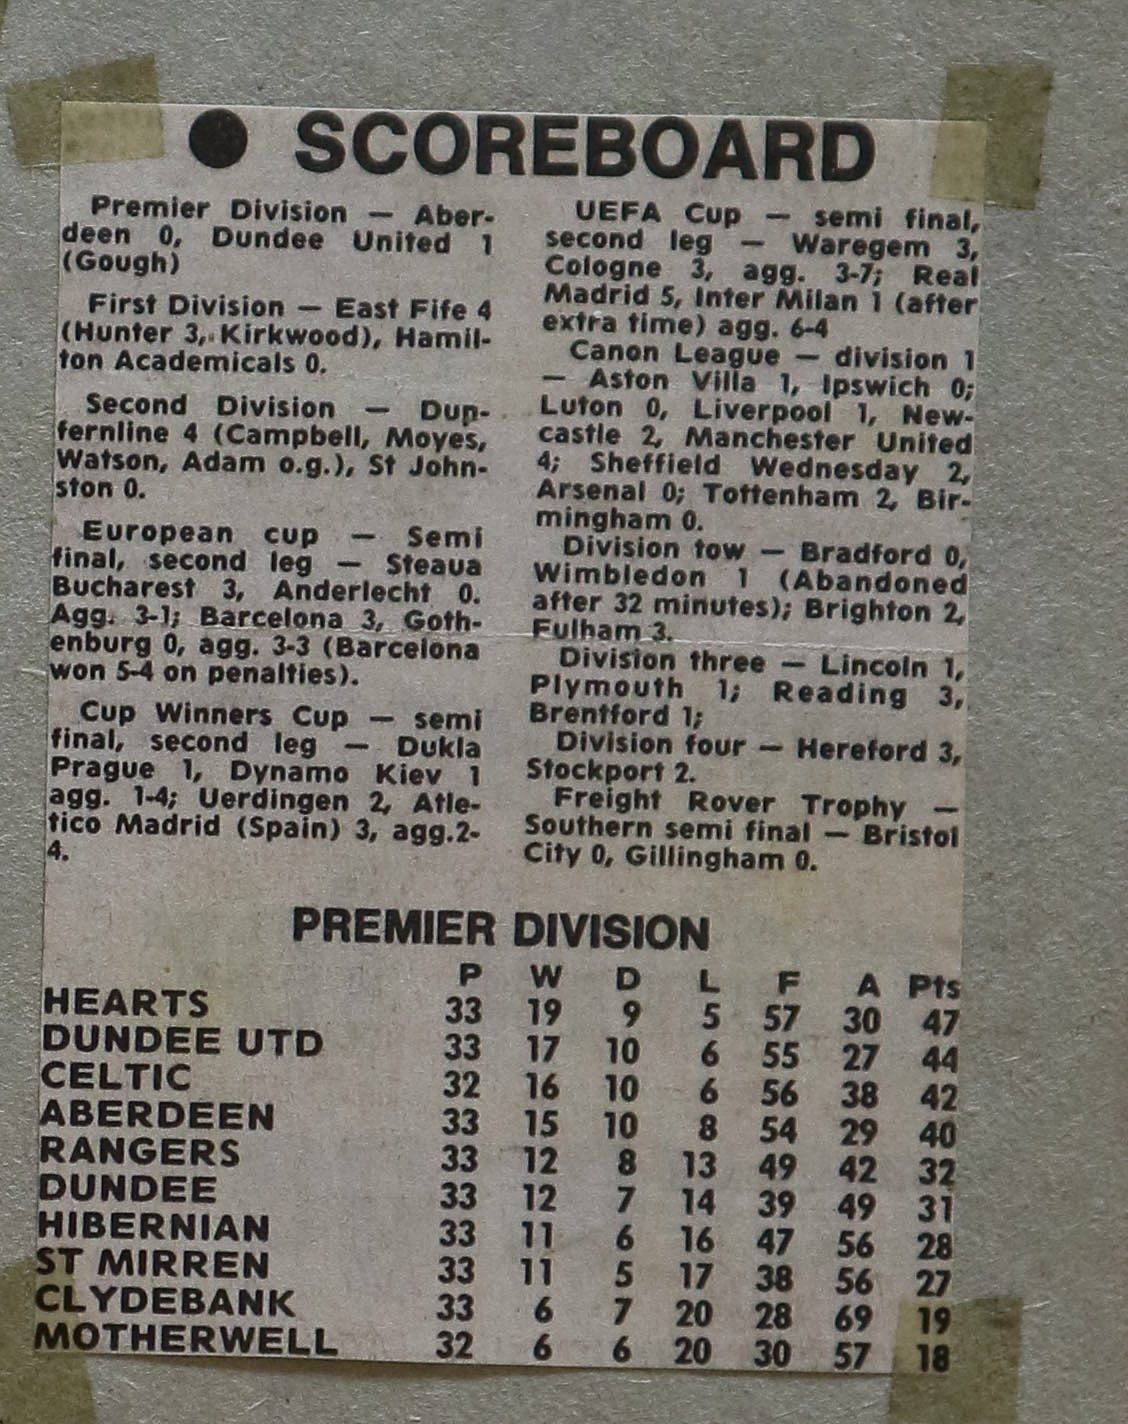 ● SCOREBOARD
Premier Division — Aber-
deen 0, Dundee United 1
(Gough)
First Division — East Fife 4
(Hunter 3, Kirkwood), Hamil-
ton Academicals 0.
Second Division — Dun-
fernline 4 (Campbell, Moyes,
Watson, Adam o.g.), St John-
ston 0.
European cup — Semi
final, second leg — Steaua
Bucharest 3, Anderlecht 0.
Agg. 3-1; Barcelona 3, Goth-
enburg 0, agg. 3-3 (Barcelona
won 5-4 on penalties).
Cup Winners Cup — semi
final, second leg — Dukla
Prague 1, Dynamo Kiev 1
agg. 1-4; Uerdingen 2, Atle-
tico Madrid (Spain) 3, agg.2-
4.
UEFA Cup — semi final,
second leg — Waregem 3,
Cologne 3, agg. 3-7; Real
Madrid 5, Inter Milan 1 (after
extra time) agg. 6-4
Canon League — division 1
— Aston Villa 1, Ipswich 0;
Luton 0, Liverpool 1, New-
castle 2, Manchester United
4; Sheffield Wednesday 2,
Arsenal 0; Tottenham 2, Bir-
mingham 0.
Division tow — Bradford 0,
Wimbledon 1 (Abandoned
after 32 minutes); Brighton 2,
Fulham 3.
Division three — Lincoln 1,
Plymouth 1; Reading 3,
Brentford 1;
Division four — Hereford 3,
Stockport 2.
Freight Rover Trophy —
Southern semi final — Bristol
City 0, Gillingham 0.
PREMIER DIVISION
P W D L F A Pts
HEARTS 33 19 9 5 57 30 47
DUNDEE UTD 33 17 10 6 55 27 44
CELTIC 32 16 10 6 56 38 42
ABERDEEN 33 15 10 8 54 29 40
RANGERS 33 12 8 13 49 42 32
DUNDEE 33 12 7 14 39 49 31
HIBERNIAN 33 11 6 16 47 56 28
ST MIRREN 33 11 5 17 38 56 27
CLYDEBANK 33 6 7 20 28 69 19
MOTHERWELL 32 6 6 20 30 57 18